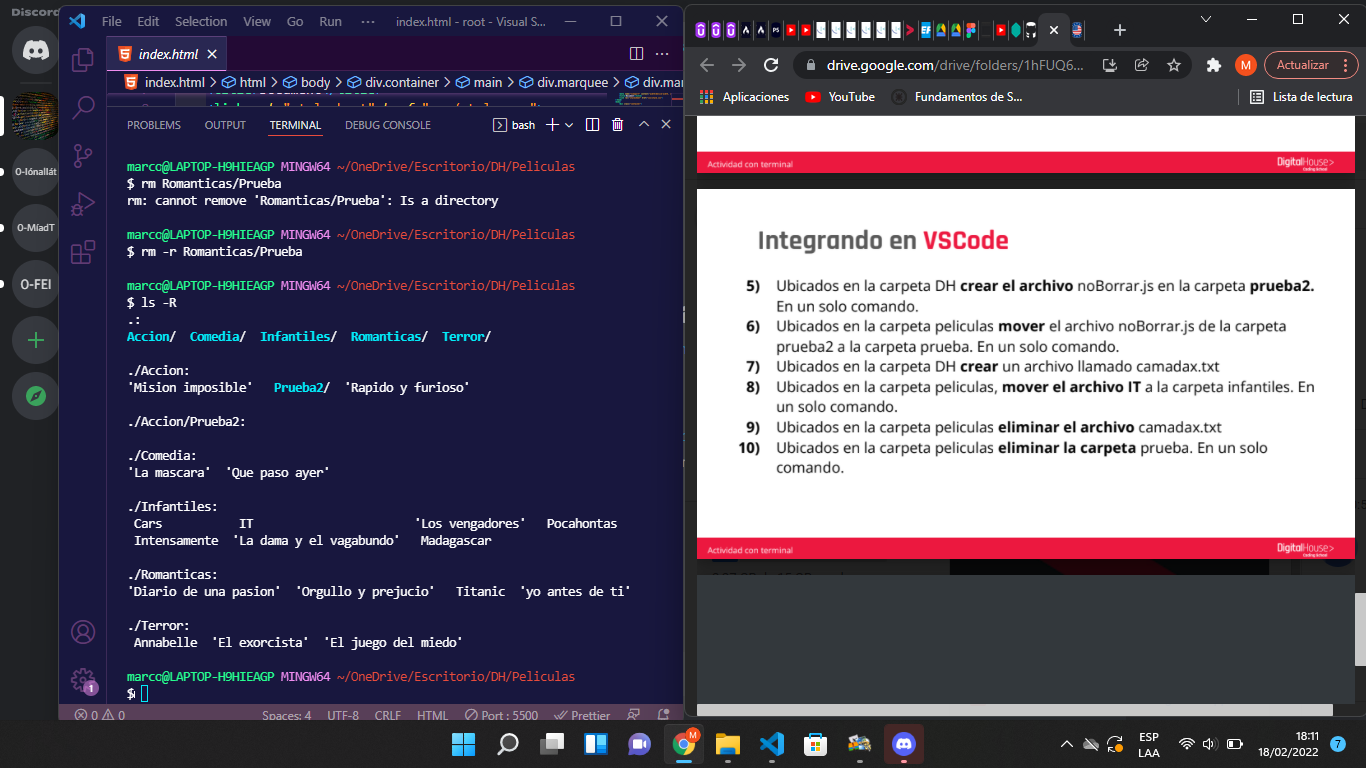 Discord
File Edit Selection View Go Run ··· index.html - root - Visual S...
index.html
index.html > html > body > div.container > main > div.marquee > div.mar
PROBLEMS OUTPUT TERMINAL DEBUG CONSOLE bash
marco@LAPTOP-H9HIEAGP MINGW64 ~/OneDrive/Escritorio/DH/Peliculas
$ rm Romanticas/Prueba
rm: cannot remove 'Romanticas/Prueba': Is a directory
marco@LAPTOP-H9HIEAGP MINGW64 ~/OneDrive/Escritorio/DH/Peliculas
$ rm -r Romanticas/Prueba
marco@LAPTOP-H9HIEAGP MINGW64 ~/OneDrive/Escritorio/DH/Peliculas
$ ls -R
.:
Accion/ Comedia/ Infantiles/ Romanticas/ Terror/
./Accion:
'Mision imposible' Prueba2/ 'Rapido y furioso'
./Accion/Prueba2:
./Comedia:
'La mascara' 'Que paso ayer'
./Infantiles:
Cars IT 'Los vengadores' Pocahontas
Intensamente 'La dama y el vagabundo' Madagascar
./Romanticas:
'Diario de una pasion' 'Orgullo y prejucio' Titanic 'yo antes de ti'
./Terror:
Annabelle 'El exorcista' 'El juego del miedo'
marco@LAPTOP-H9HIEAGP MINGW64 ~/OneDrive/Escritorio/DH/Peliculas
$
0 0 Spaces: 4 UTF-8 CRLF HTML Port : 5500 Prettier
1
0-Iónallát
0-MíadT
0-FEI
drive.google.com/drive/folders/1hFUQ6...
M Actualizar
Aplicaciones YouTube Fundamentos de S... Lista de lectura
Actividad con terminal DigitalHouse>
Coding School
Integrando en VSCode
5) Ubicados en la carpeta DH crear el archivo noBorrar.js en la carpeta prueba2.
En un solo comando.
6) Ubicados en la carpeta peliculas mover el archivo noBorrar.js de la carpeta
prueba2 a la carpeta prueba. En un solo comando.
7) Ubicados en la carpeta DH crear un archivo llamado camadax.txt
8) Ubicados en la carpeta peliculas, mover el archivo IT a la carpeta infantiles. En
un solo comando.
9) Ubicados en la carpeta peliculas eliminar el archivo camadax.txt
10) Ubicados en la carpeta peliculas eliminar la carpeta prueba. En un solo
comando.
Actividad con terminal DigitalHouse>
Coding School
M
ESP
LAA
18:11
18/02/2022
7